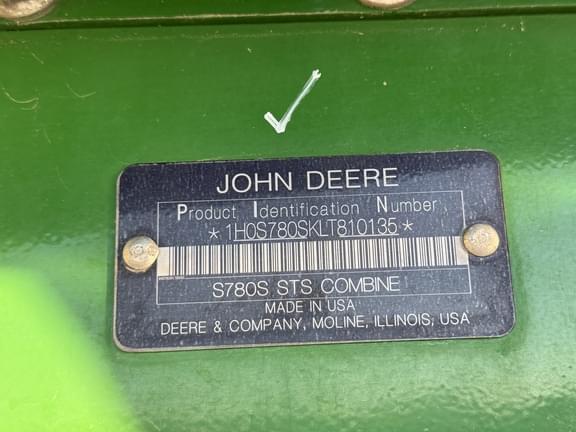 JOHN DEERE
Product Identification Number
*1H0S780SKLT810135*
S780S STS COMBINE
MADE IN USA
DEERE & COMPANY, MOLINE, ILLINOIS, USA